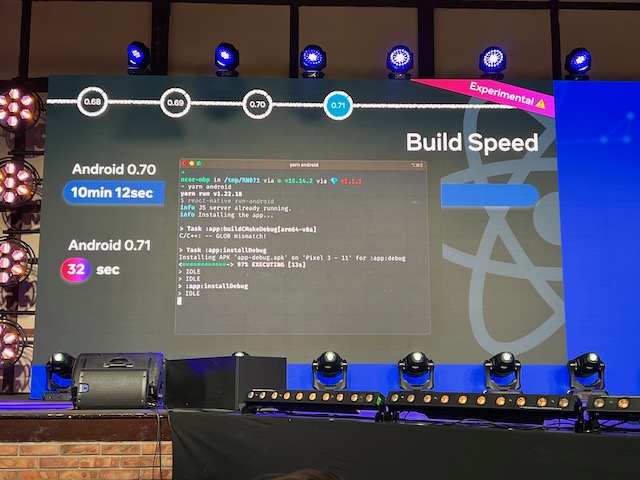 Experimental
0.68
0.69
0.70
0.71
Build Speed
Android 0.70
10min 12sec
Android 0.71
32 sec
yarn android
⌥⌘2
ncor-mbp in /tmp/RN071 via v16.14.2 via 💎 v1.1.1
→ yarn android
yarn run v1.22.18
$ react-native run-android
info JS server already running.
info Installing the app...
> Task :app:buildCMakeDebug[arm64-v8a]
C/C++: -- GLOB mismatch!
> Task :app:installDebug
Installing APK 'app-debug.apk' on 'Pixel 3 - 11' for :app:debug
<============-> 97% EXECUTING [13s]
> IDLE
> IDLE
> :app:installDebug
> IDLE